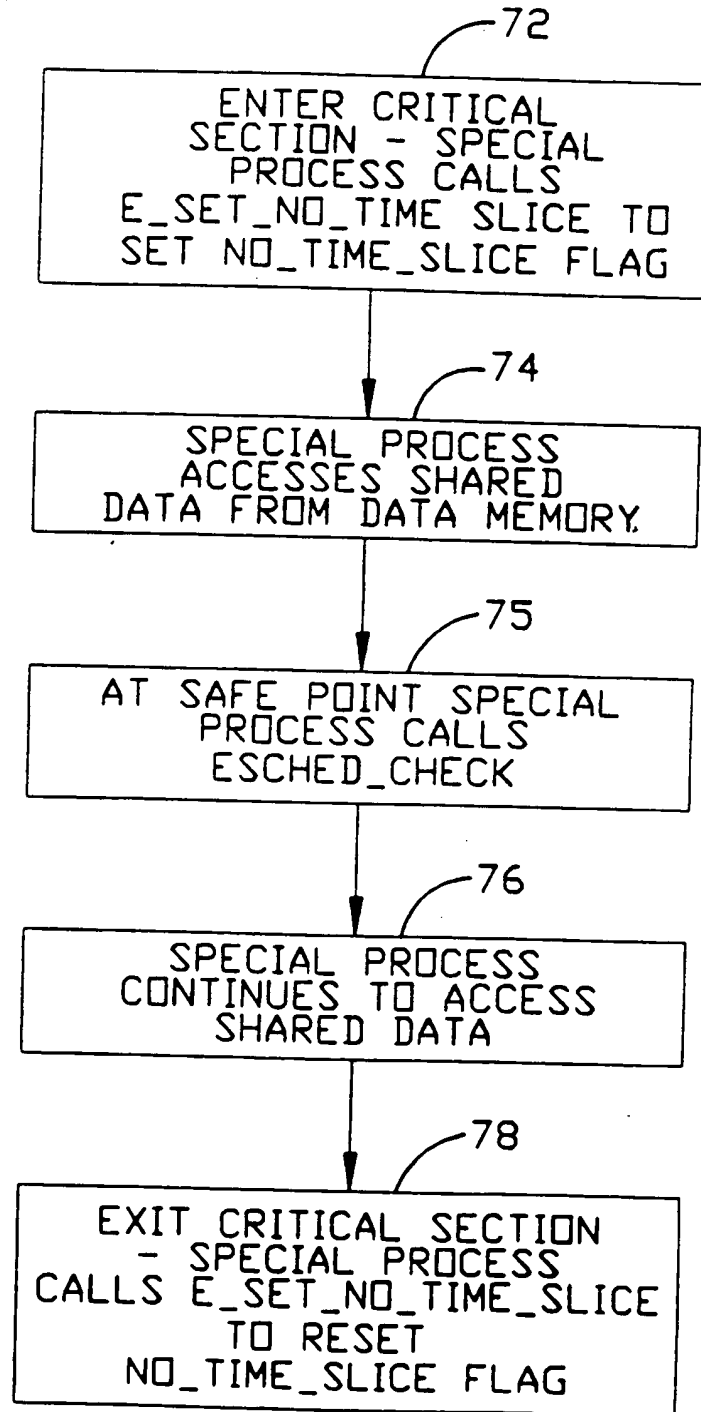 72
ENTER CRITICAL
SECTION - SPECIAL
PROCESS CALLS
E_SET_NO_TIME SLICE TO
SET NO_TIME_SLICE FLAG
74
SPECIAL PROCESS
ACCESSES SHARED
DATA FROM DATA MEMORY.
75
AT SAFE POINT SPECIAL
PROCESS CALLS
ESCHED_CHECK
76
SPECIAL PROCESS
CONTINUES TO ACCESS
SHARED DATA
78
EXIT CRITICAL SECTION
- SPECIAL PROCESS
CALLS E_SET_NO_TIME_SLICE
TO RESET
NO_TIME_SLICE FLAG